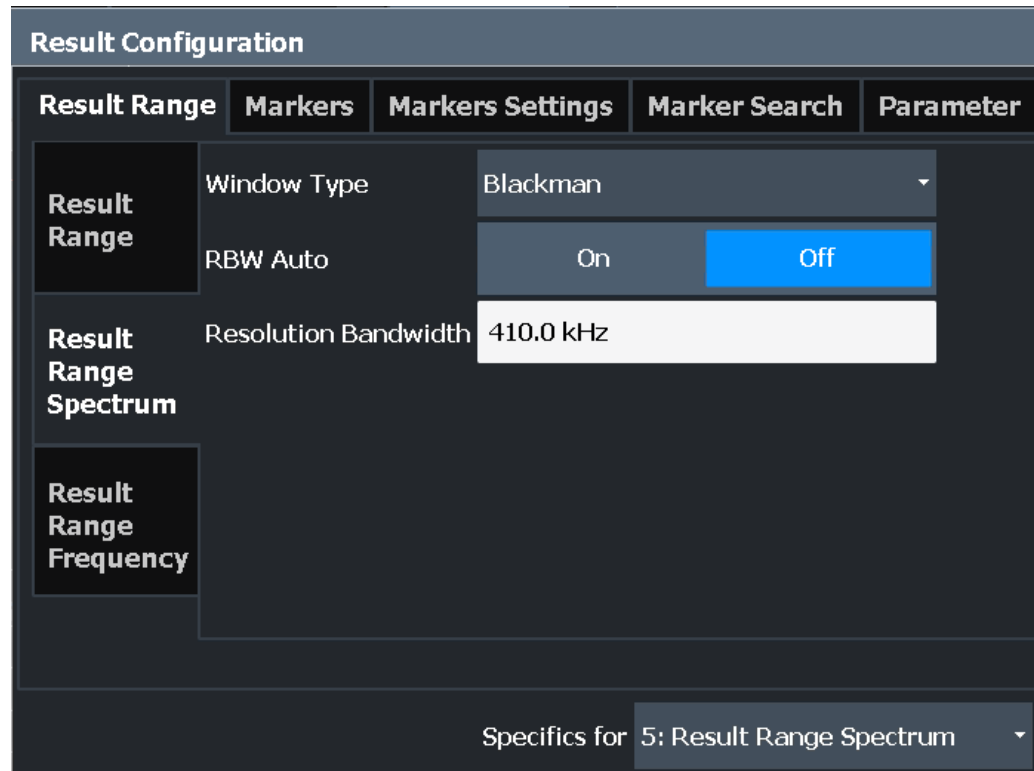 Result Configuration
Result Range Markers Markers Settings Marker Search Parameter
Result
Range
Window Type Blackman
RBW Auto On Off
Result
Range
Spectrum
Resolution Bandwidth 410.0 kHz
Result
Range
Frequency
Specifics for 5: Result Range Spectrum